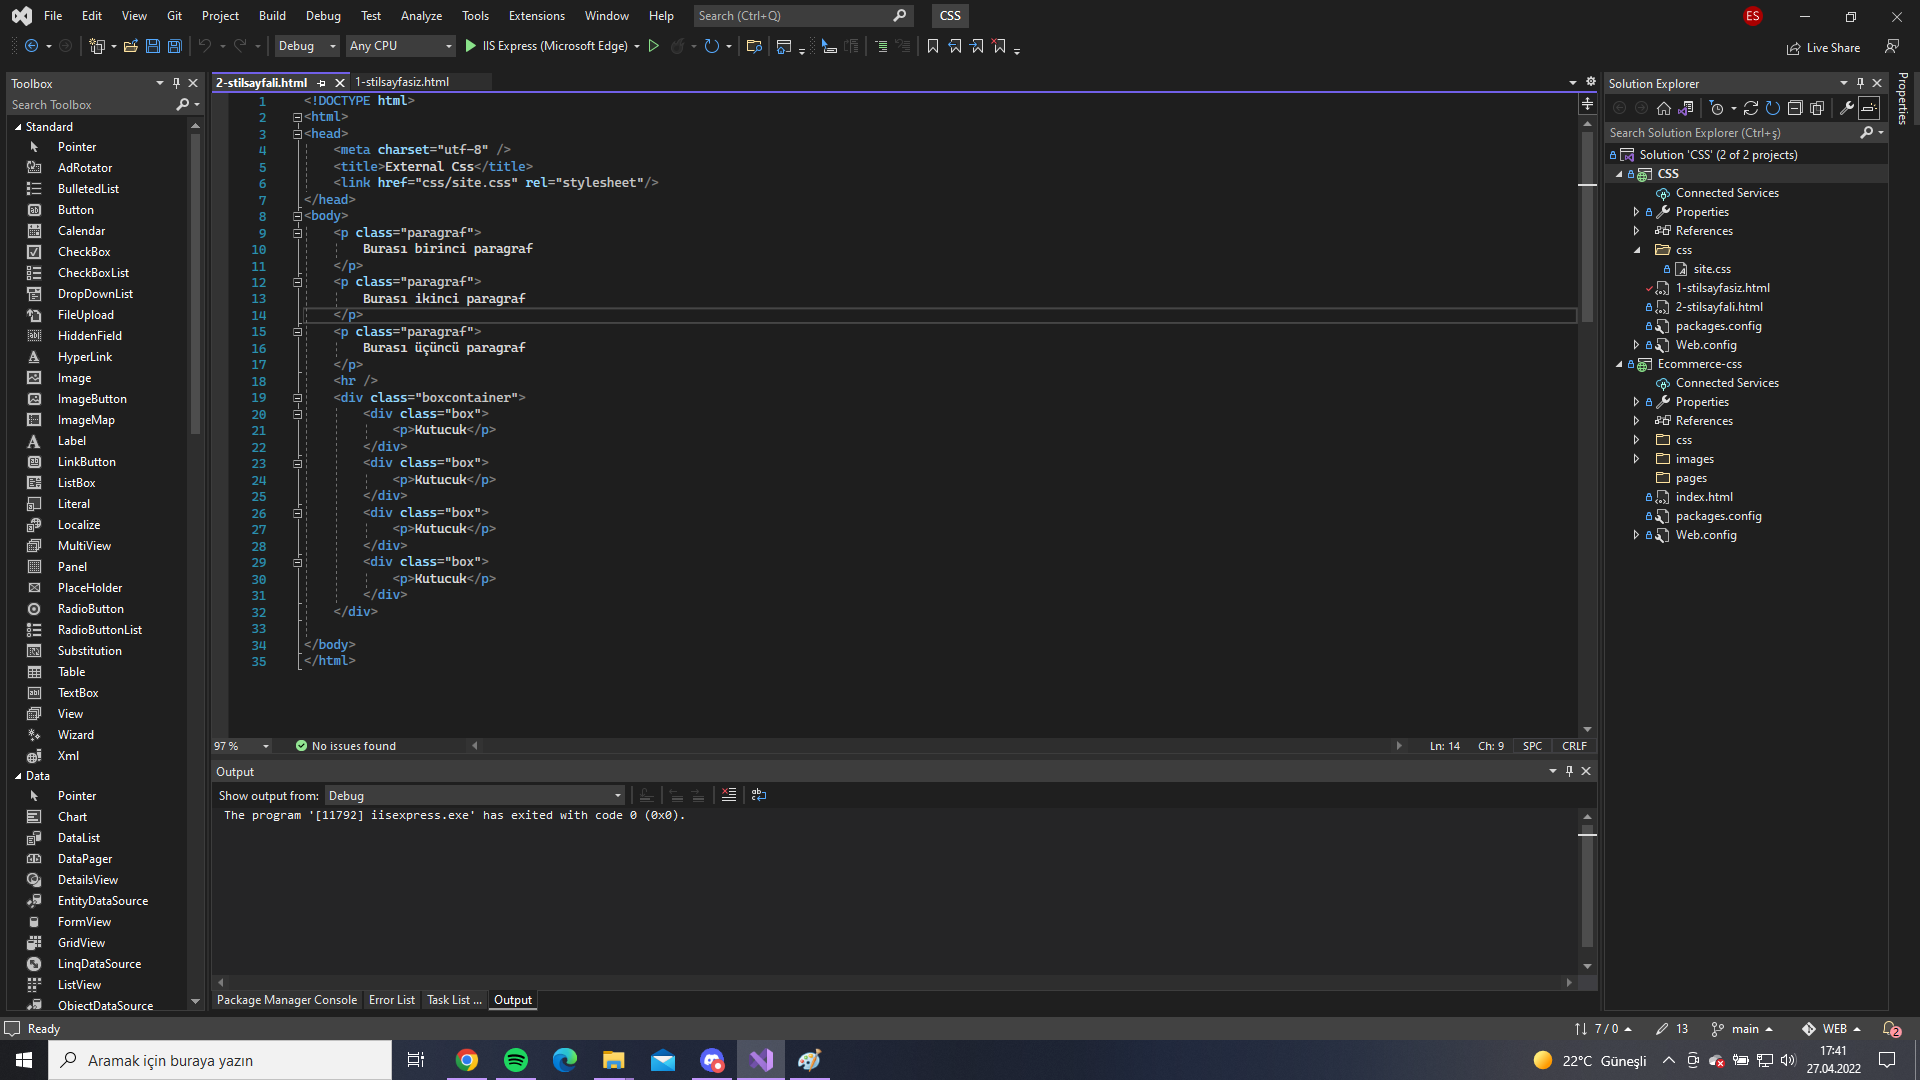 File Edit View Git Project Build Debug Test Analyze Tools Extensions Window Help Search (Ctrl+Q) CSS ES
Debug Any CPU IIS Express (Microsoft Edge) Live Share
Toolbox
Search Toolbox
Standard
Pointer
AdRotator
BulletedList
Button
Calendar
CheckBox
CheckBoxList
DropDownList
FileUpload
HiddenField
HyperLink
Image
ImageButton
ImageMap
Label
LinkButton
ListBox
Literal
Localize
MultiView
Panel
PlaceHolder
RadioButton
RadioButtonList
Substitution
Table
TextBox
View
Wizard
Xml
Data
Pointer
Chart
DataList
DataPager
DetailsView
EntityDataSource
FormView
GridView
LinqDataSource
ListView
ObjectDataSource
2-stilsayfali.html 1-stilsayfasiz.html
1 <!DOCTYPE html>
2 <html>
3 <head>
4 <meta charset="utf-8" />
5 <title>External Css</title>
6 <link href="css/site.css" rel="stylesheet"/>
7 </head>
8 <body>
9 <p class="paragraf">
10 Burası birinci paragraf
11 </p>
12 <p class="paragraf">
13 Burası ikinci paragraf
14 </p>
15 <p class="paragraf">
16 Burası üçüncü paragraf
17 </p>
18 <hr />
19 <div class="boxcontainer">
20 <div class="box">
21 <p>Kutucuk</p>
22 </div>
23 <div class="box">
24 <p>Kutucuk</p>
25 </div>
26 <div class="box">
27 <p>Kutucuk</p>
28 </div>
29 <div class="box">
30 <p>Kutucuk</p>
31 </div>
32 </div>
33
34 </body>
35 </html>
97 % No issues found Ln: 14 Ch: 9 SPC CRLF
Output
Show output from: Debug
The program '[11792] iisexpress.exe' has exited with code 0 (0x0).
Package Manager Console Error List Task List ... Output
Solution Explorer
Search Solution Explorer (Ctrl+ş)
Solution 'CSS' (2 of 2 projects)
CSS
Connected Services
Properties
References
css
site.css
1-stilsayfasiz.html
2-stilsayfali.html
packages.config
Web.config
Ecommerce-css
Connected Services
Properties
References
css
images
pages
index.html
packages.config
Web.config
Properties
Ready 7 / 0 13 main WEB 2
Aramak için buraya yazın 22°C Güneşli 17:41
27.04.2022